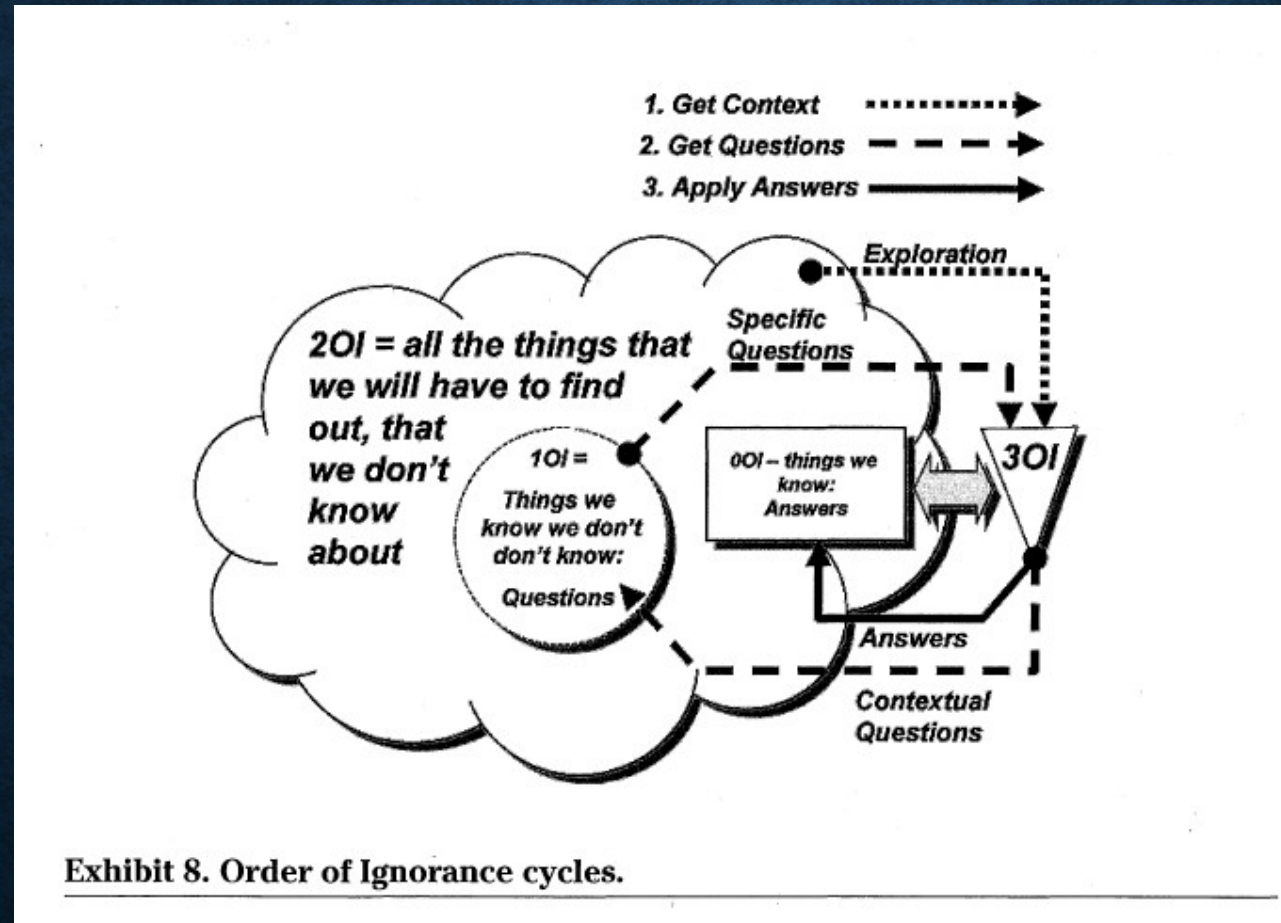 1. Get Context
2. Get Questions
3. Apply Answers
Exploration
Specific
Questions
2OI = all the things that
we will have to find
out, that
we don't
know
about
1OI =
Things we
know we don't
don't know:
Questions
0OI – things we
know:
Answers
3OI
Answers
Contextual
Questions
Exhibit 8. Order of Ignorance cycles.